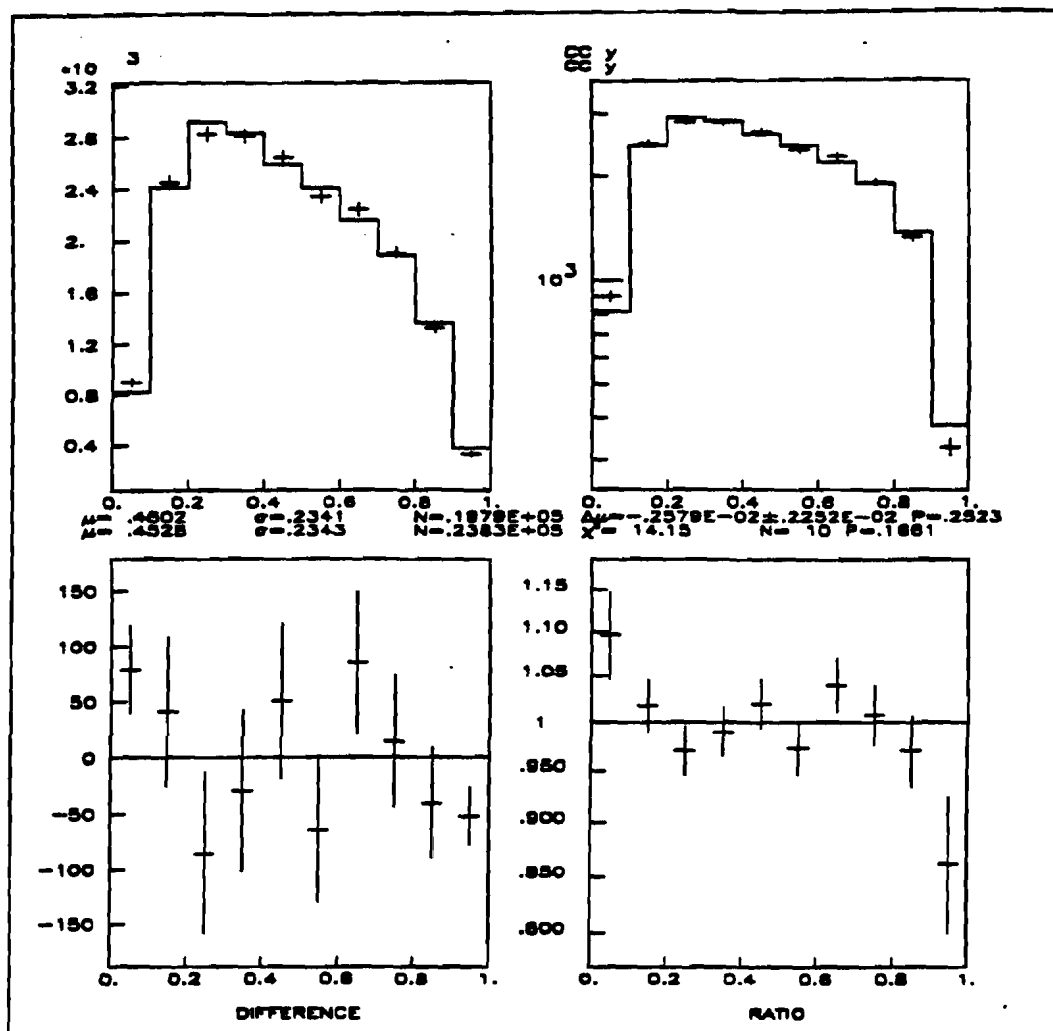 ×10 3
CC y
CC y
3.2
2.8
2.4
2.
1.6
1.2
0.8
0.4
0. 0.2 0.4 0.6 0.8 1.
10 3
0. 0.2 0.4 0.6 0.8 1.
μ= .4602 σ=.2341 N=.1979E+05
μ= .4528 σ=.2343 N=.2383E+05
Δμ=-.2579E-02±.2252E-02 P=.2523
χ = 14.15 N= 10 P=.1661
150
100
50
0
-50
-100
-150
0. 0.2 0.4 0.6 0.8 1.
DIFFERENCE
1.15
1.10
1.05
1
.950
.900
.850
.800
0. 0.2 0.4 0.6 0.8 1.
RATIO